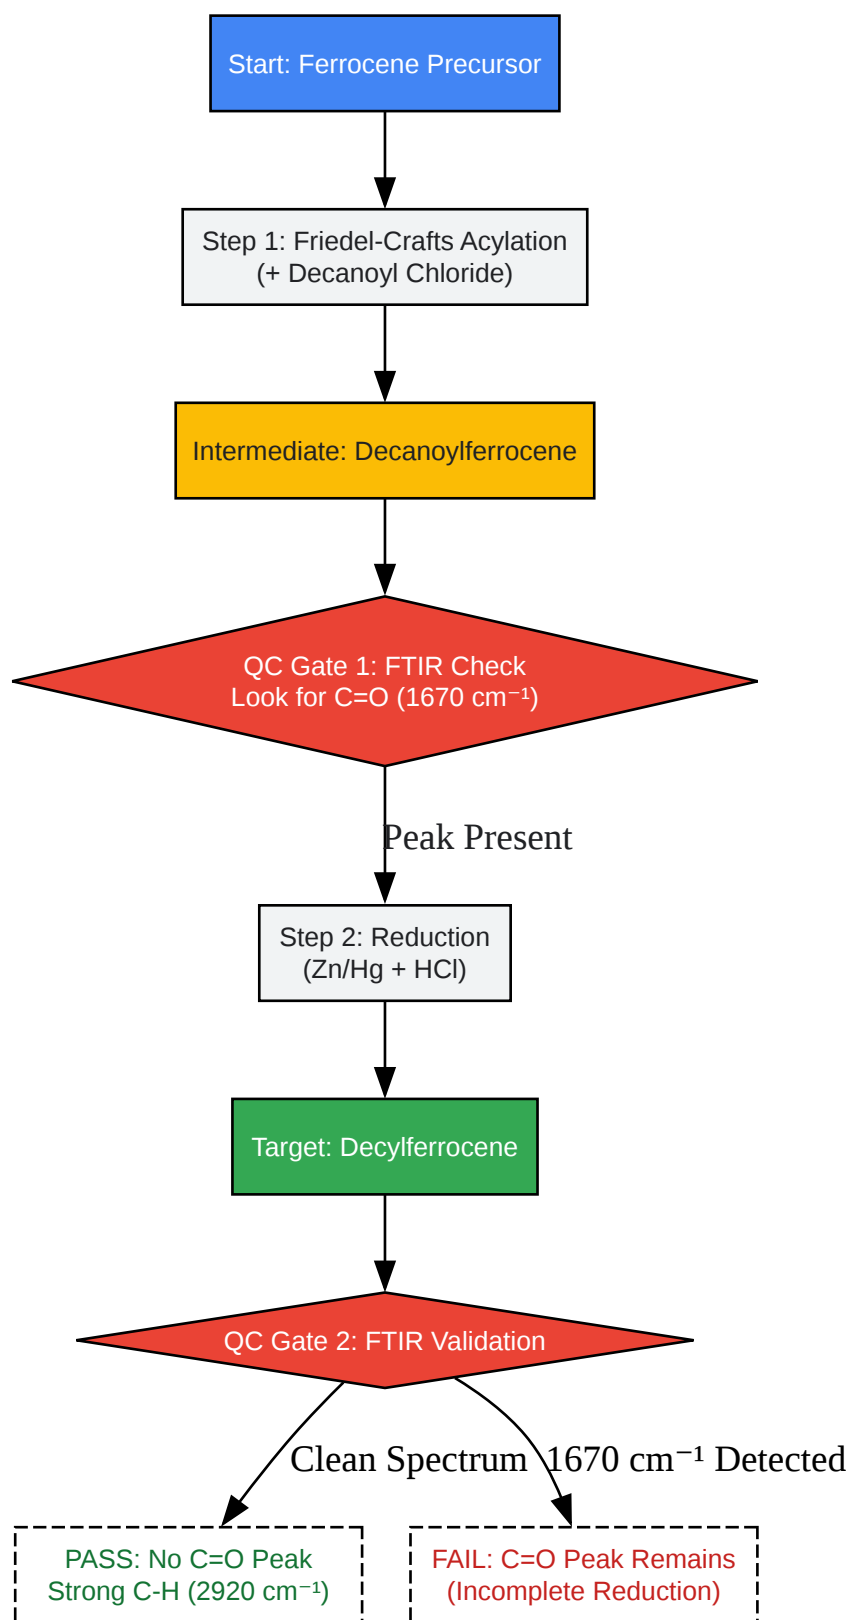 Start: Ferrocene Precursor
Step 1: Friedel-Crafts Acylation
(+ Decanoyl Chloride)
Intermediate: Decanoylferrocene
QC Gate 1: FTIR Check
Look for C=O (1670 cm⁻¹)
Peak Present
Step 2: Reduction
(Zn/Hg + HCl)
Target: Decylferrocene
QC Gate 2: FTIR Validation
Clean Spectrum
1670 cm⁻¹ Detected
PASS: No C=O Peak
Strong C-H (2920 cm⁻¹)
FAIL: C=O Peak Remains
(Incomplete Reduction)